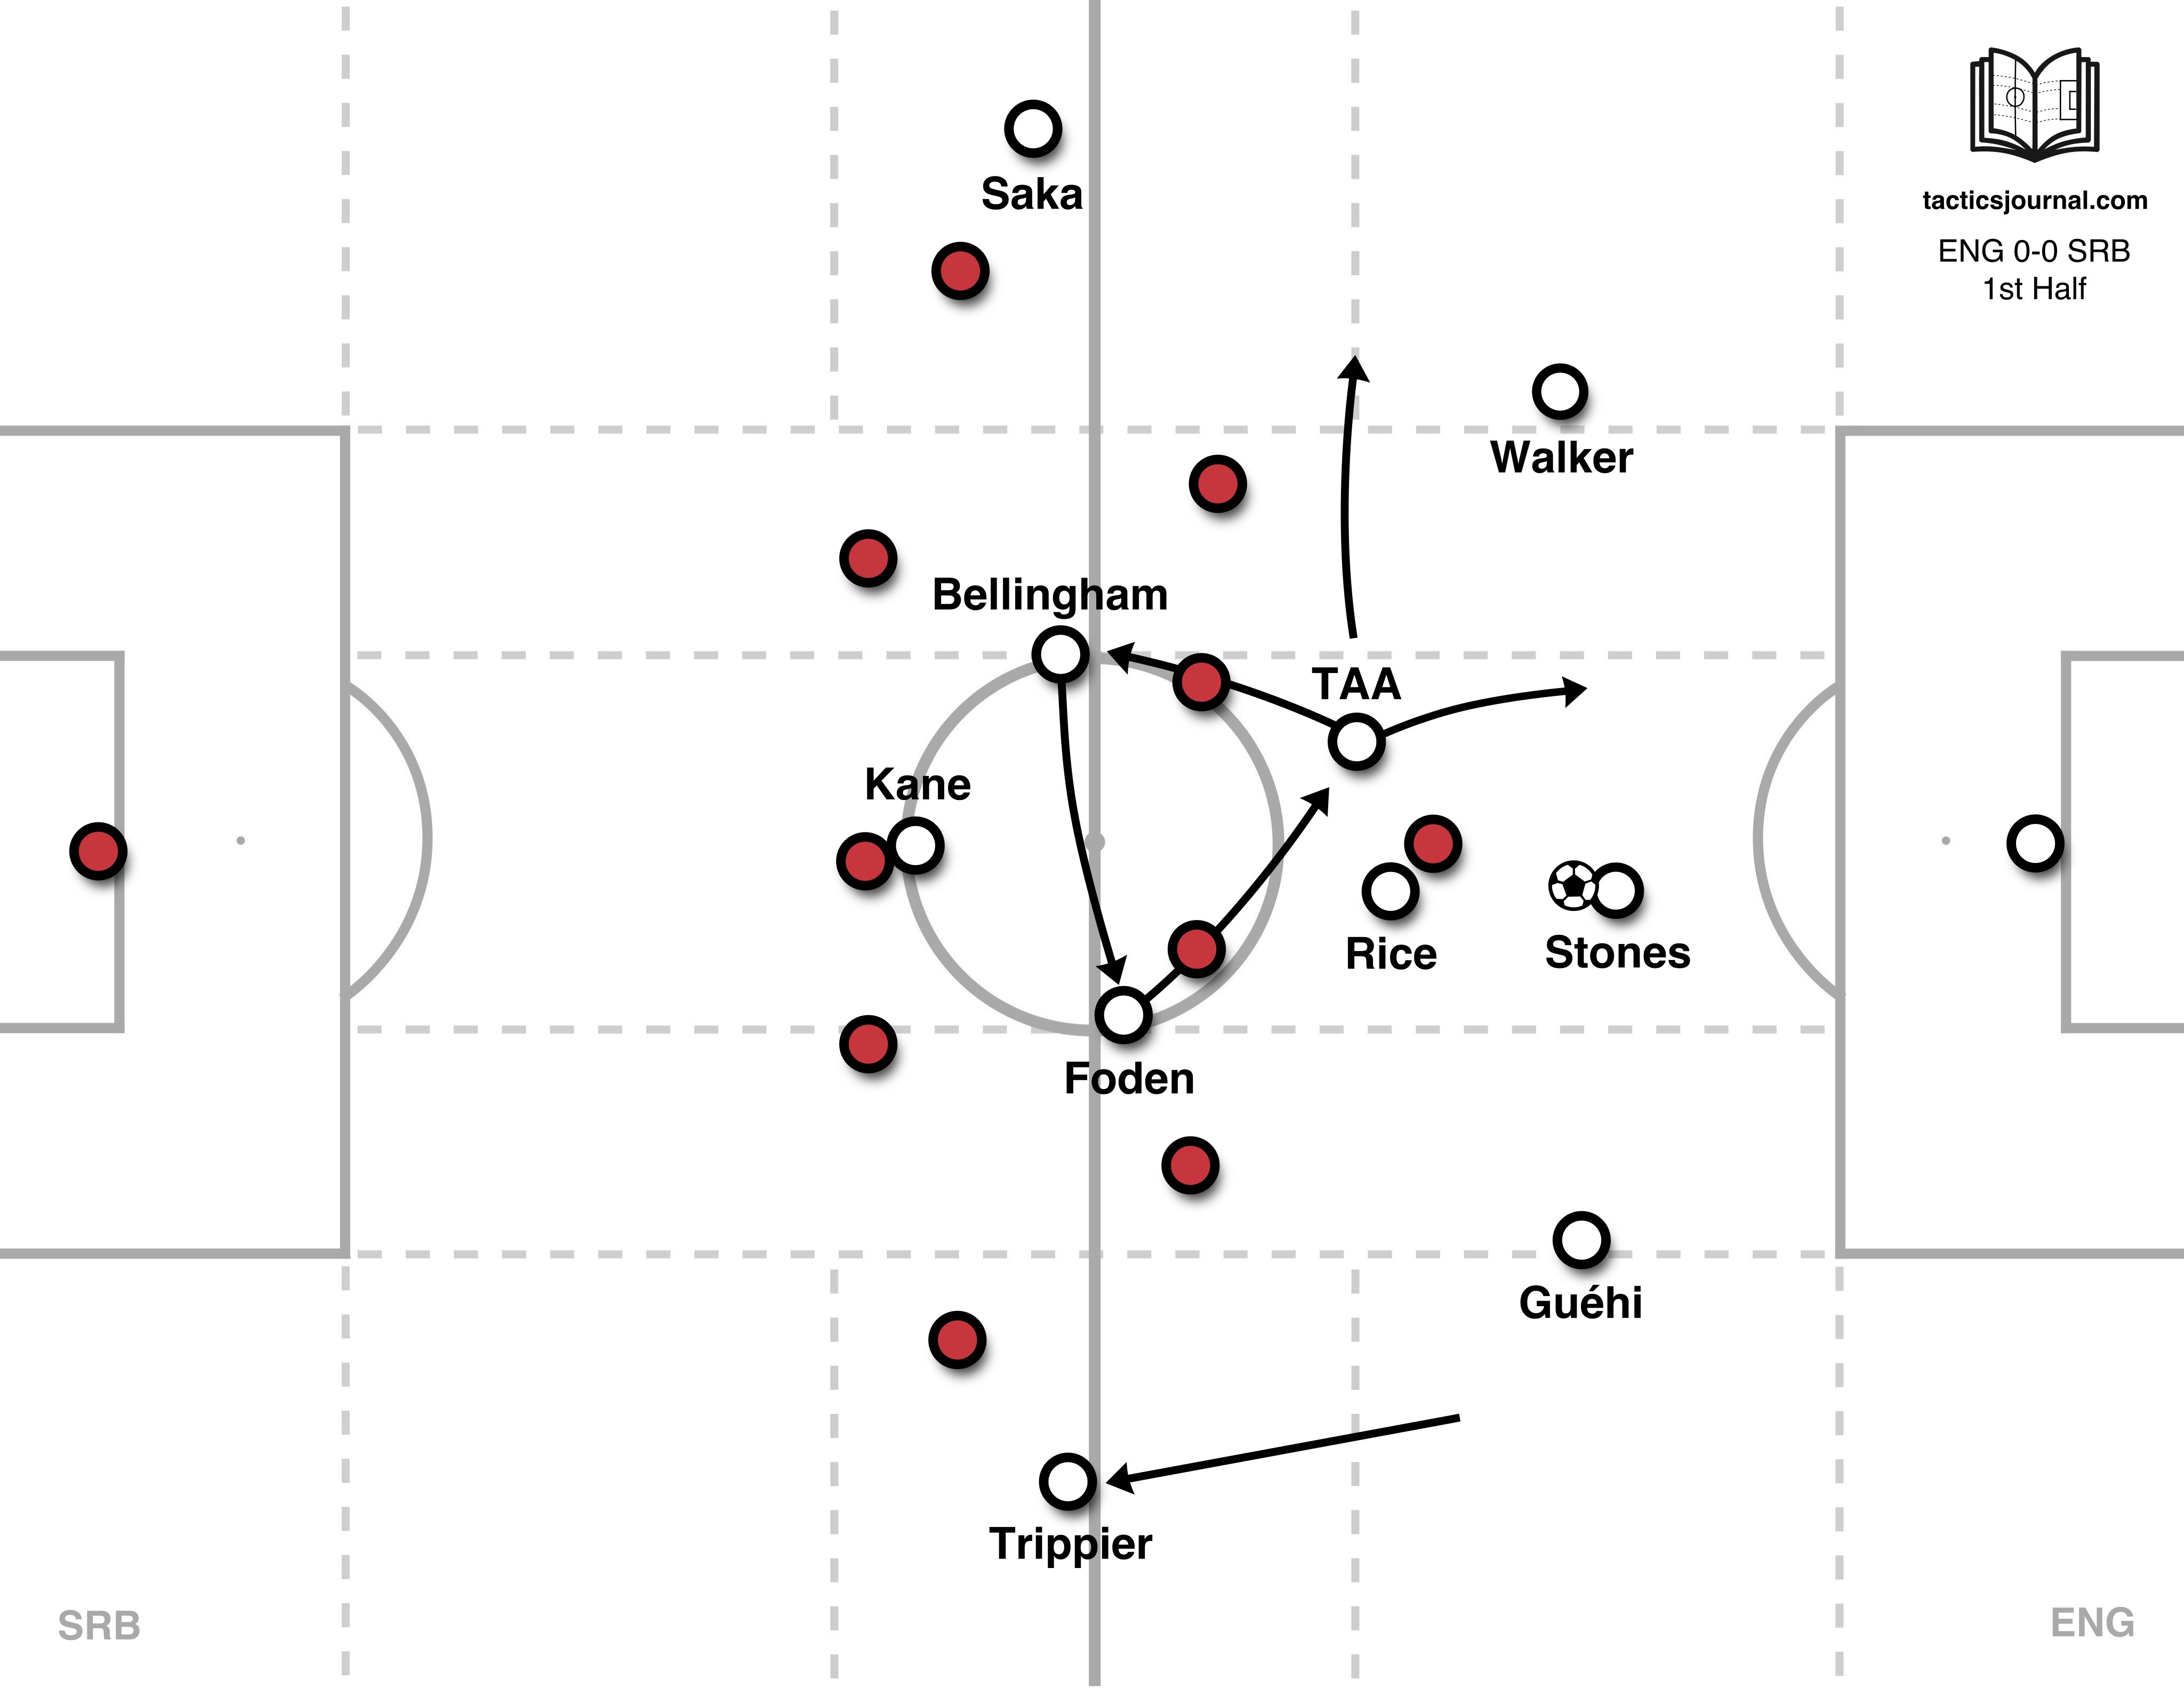 Saka
tacticsjournal.com
ENG 0-0 SRB
1st Half
Walker
Bellingham
TAA
Kane
Rice
Stones
Foden
Guéhi
Trippier
SRB
ENG